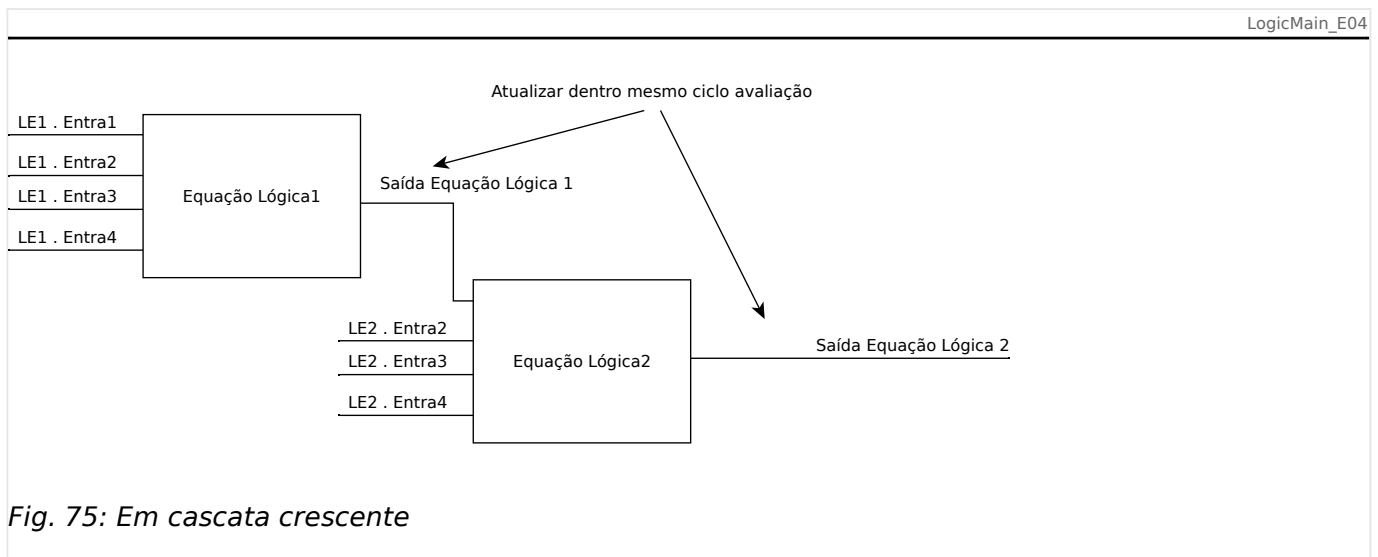 LogicMain_E04
Atualizar dentro mesmo ciclo avaliação
LE1 . Entra1
LE1 . Entra2
LE1 . Entra3
LE1 . Entra4
Equação Lógica1
Saída Equação Lógica 1
LE2 . Entra2
LE2 . Entra3
LE2 . Entra4
Equação Lógica2
Saída Equação Lógica 2
Fig. 75: Em cascata crescente